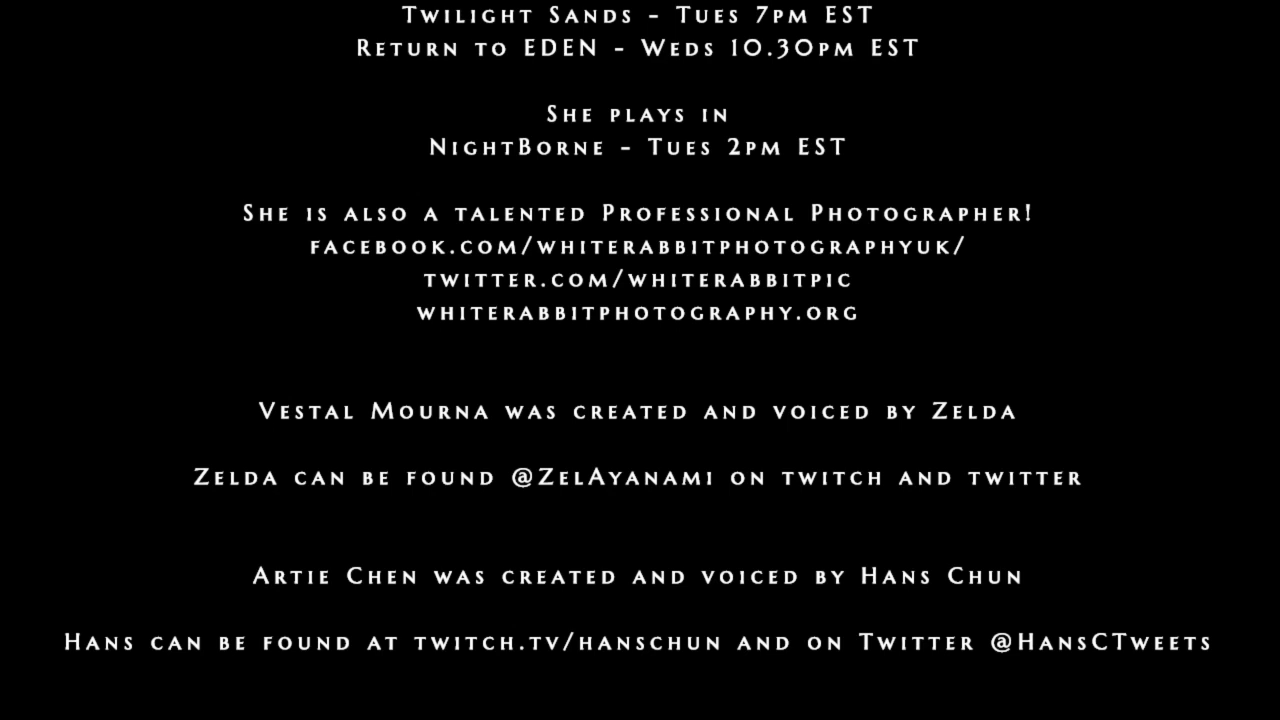 Twilight Sands - Tues 7pm EST
Return to EDEN - Weds 10.30pm EST
She plays in
NightBorne - Tues 2pm EST
She is also a talented Professional Photographer!
facebook.com/whiterabbitphotographyuk/
twitter.com/whiterabbitpic
whiterabbitphotography.org
Vestal Mourna was created and voiced by Zelda
Zelda can be found @ZelAyanami on twitch and twitter
Artie Chen was created and voiced by Hans Chun
Hans can be found at twitch.tv/hanschun and on Twitter @HansCTweets